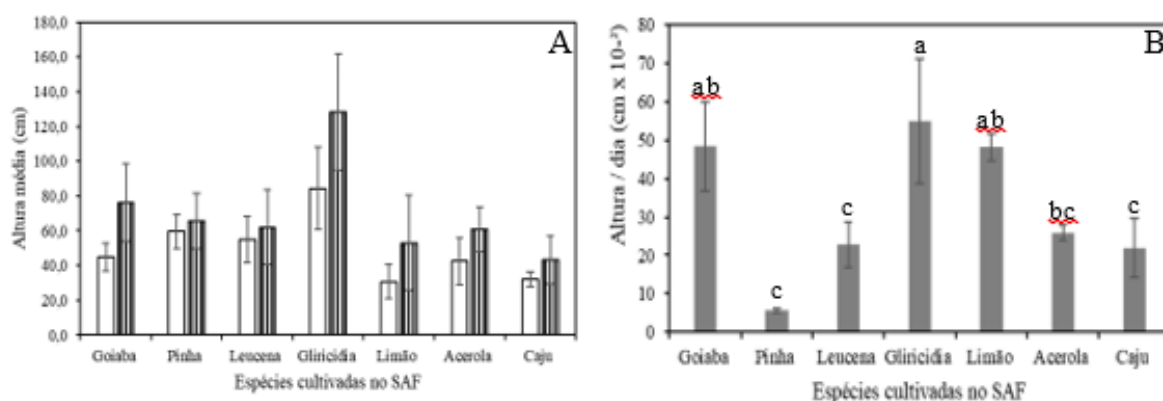 A
Altura média (cm)
180,0
160,0
140,0
120,0
100,0
80,0
60,0
40,0
20,0
0,0
Goiaba Pinha Leucena Gliricidia Limão Acerola Caju
Espécies cultivadas no SAF
B
Altura / dia (cm x 10-²)
80
70
60
50
40
30
20
10
0
ab c c a ab bc c
Goiaba Pinha Leucena Gliricidia Limão Acerola Caju
Espécies cultivadas no SAF